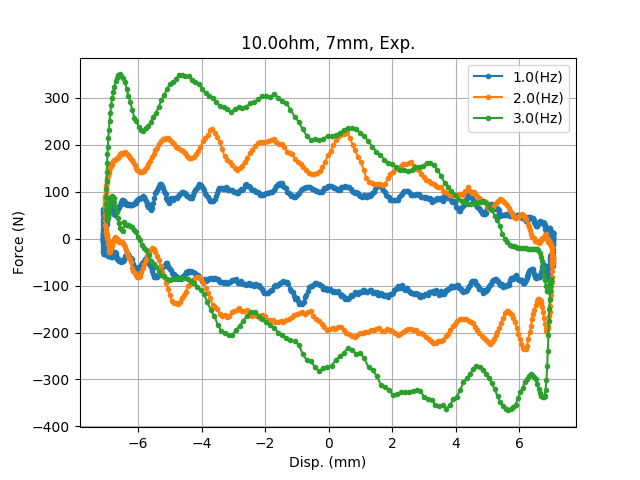 10.0ohm, 7mm, Exp.
1.0(Hz)
2.0(Hz)
3.0(Hz)
Force (N)
300
200
100
0
−100
−200
−300
−400
−6 −4 −2 0 2 4 6
Disp. (mm)